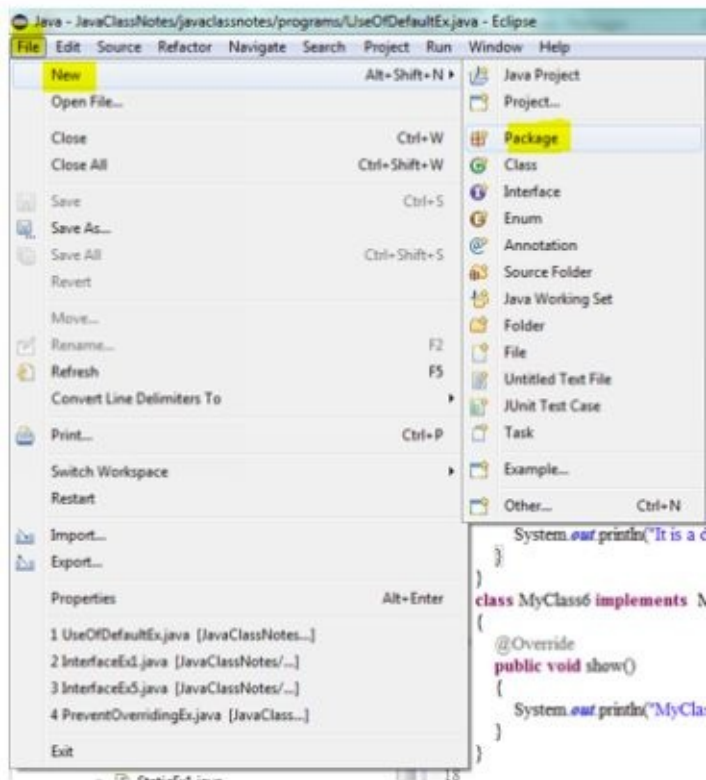 Java - JavaClassNotes/javaclassnotes/programs/UseOfDefaultEx.java - Eclipse
File Edit Source Refactor Navigate Search Project Run Window Help
New Alt+Shift+N
Open File...
Close Ctrl+W
Close All Ctrl+Shift+W
Save Ctrl+S
Save As...
Save All Ctrl+Shift+S
Revert
Move...
Rename... F2
Refresh F5
Convert Line Delimiters To
Print... Ctrl+P
Switch Workspace
Restart
Import...
Export...
Properties Alt+Enter
1 UseOfDefaultEx.java [JavaClassNotes...]
2 InterfaceEx1.java [JavaClassNotes/...]
3 InterfaceEx5.java [JavaClassNotes/...]
4 PreventOverridingEx.java [JavaClass...]
Exit
Java Project
Project...
Package
Class
Interface
Enum
Annotation
Source Folder
Java Working Set
Folder
File
Untitled Text File
JUnit Test Case
Task
Example...
Other... Ctrl+N
System.out.println("It is a d
}
}
class MyClass6 implements M
{
@Override
public void show()
{
System.out.println("MyClas
}
}
18